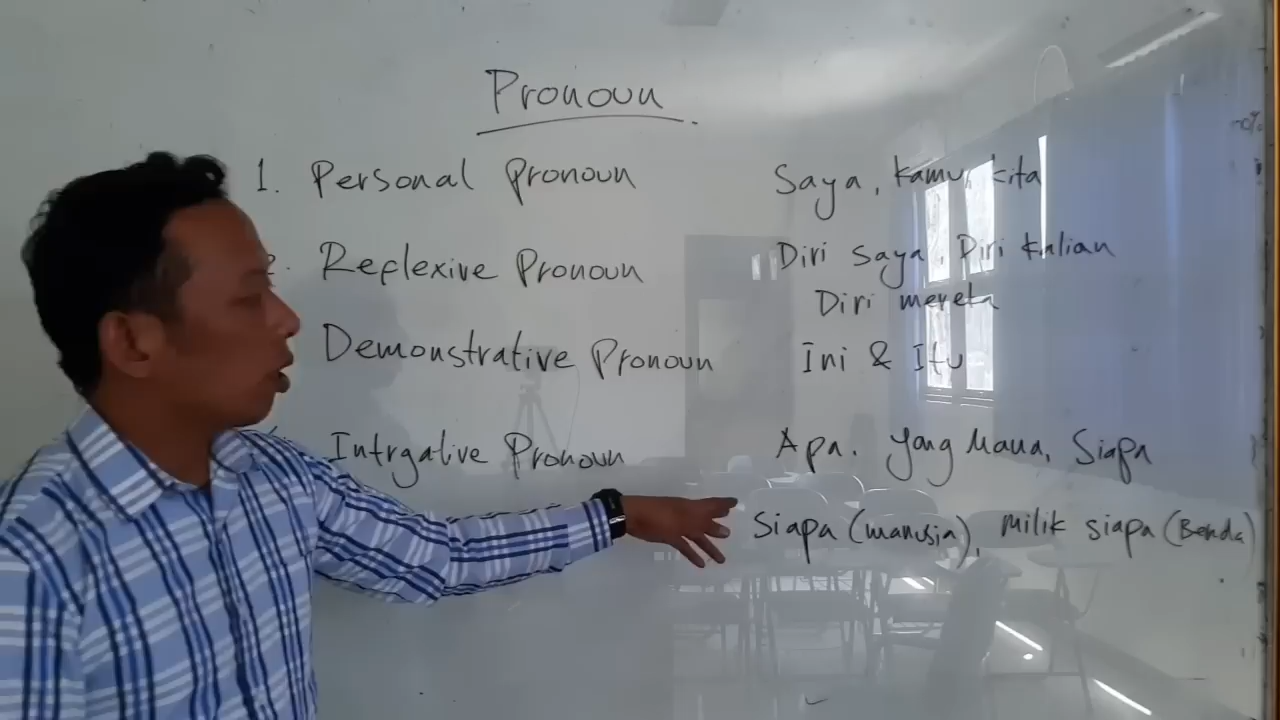 Pronoun
1. Personal Pronoun Saya, Kamu, kita
2. Reflexive Pronoun Diri saya, Diri kalian
Diri mereka
Demonstrative Pronoun Ini & Itu
Intrgative Pronoun Apa. Yang Mana, Siapa
Siapa (manusia), Milik siapa (Benda)